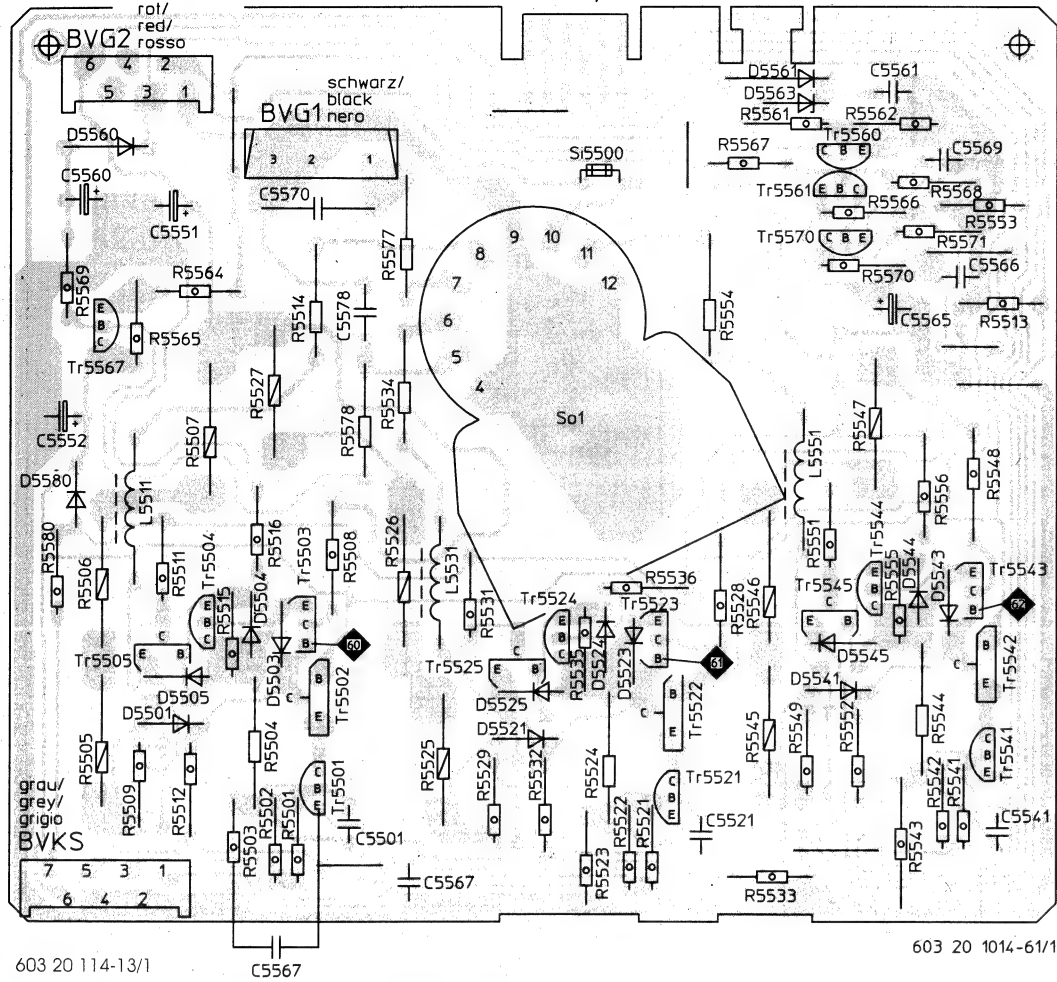 rot/
red/
rosso
BVG2
6 4 2
5 3 1
schwarz/
black
nero
BVG1
3 2 1
D5560
C5560
+
C5551
+
C5570
Si5500
D5561
D5563
R5561
C5561
R5562
Tr5560
C B E
R5567
C5569
Tr5561
E B C
R5568
R5566
R5553
Tr5570
C B E
R5571
R5570
C5566
+
C5565
R5513
R5569
R5564
E
B
C
Tr5567
R5565
R5514
C5578
R5577
R5554
R5527
R5534
R5507
R5578
C5552
+
4 5 6 7 8 9 10 11 12
So1
R5547
L5551
R5548
R5556
D5580
L5511
R5580
R5506
R5511
Tr5504
E
B
C
R5516
D5504
Tr5503
E
C
B
R5508
R5526
L5531
R5531
R5536
Tr5524
E
B
C
Tr5523
E
C
B
R5528
R5546
R5551
Tr5544
E
B
C
R5555
D5544
D5543
Tr5543
E
C
B
62
R5515
60
Tr5505
E B
C
D5505
D5503
Tr5502
B
C
E
R5535
D5524
D5523
61
Tr5525
E B
C
D5525
Tr5522
B
C
E
Tr5545
C
E B
D5545
Tr5542
B
C
E
D5541
D5501
R5505
R5509
R5512
R5504
R5502
R5501
Tr5501
C
B
E
C5501
R5503
R5525
D5521
R5529
R5532
R5524
R5522
R5521
R5523
Tr5521
C
B
E
C5521
R5545
R5549
R5552
R5544
R5542
R5541
Tr5541
C
B
E
C5541
R5543
R5533
grau/
grey/
grigio
BVKS
7 5 3 1
6 4 2
C5567
C5567
603 20 114-13/1
603 20 1014-61/1